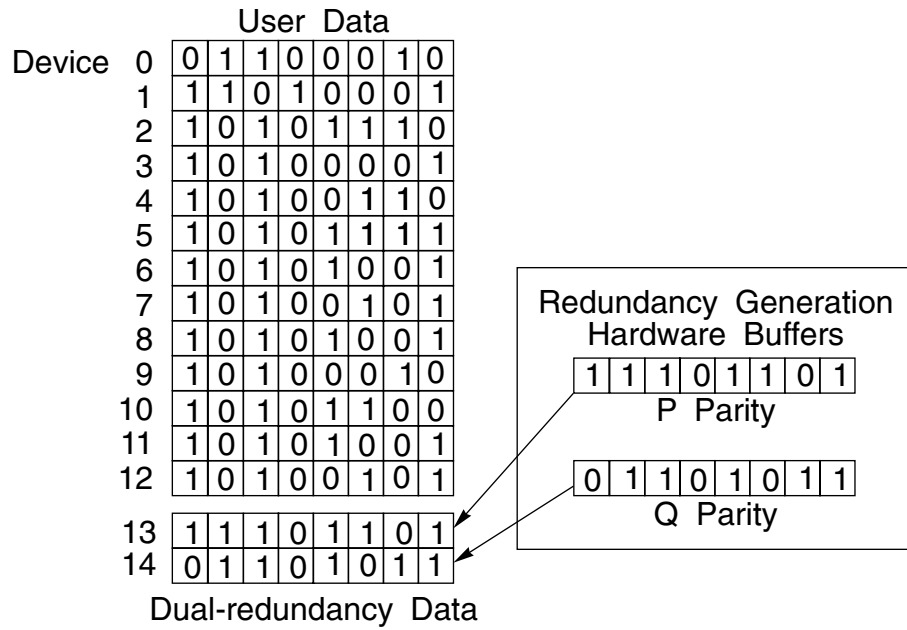 User Data
Device 0 0 1 1 0 0 0 1 0
1 1 1 0 1 0 0 0 1
2 1 0 1 0 1 1 1 0
3 1 0 1 0 0 0 0 1
4 1 0 1 0 0 1 1 0
5 1 0 1 0 1 1 1 1
6 1 0 1 0 1 0 0 1
7 1 0 1 0 0 1 0 1
8 1 0 1 0 1 0 0 1
9 1 0 1 0 0 0 1 0
10 1 0 1 0 1 1 0 0
11 1 0 1 0 1 0 0 1
12 1 0 1 0 0 1 0 1
13 1 1 1 0 1 1 0 1
14 0 1 1 0 1 0 1 1
Dual-redundancy Data
Redundancy Generation
Hardware Buffers
1 1 1 0 1 1 0 1
P Parity
0 1 1 0 1 0 1 1
Q Parity